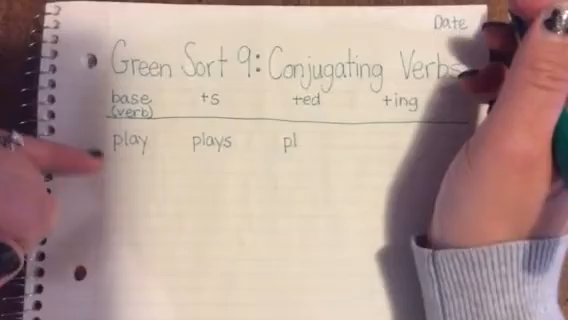 Date
Green Sort 9: Conjugating Verbs
base +s +ed +ing
(verb)
play plays pl